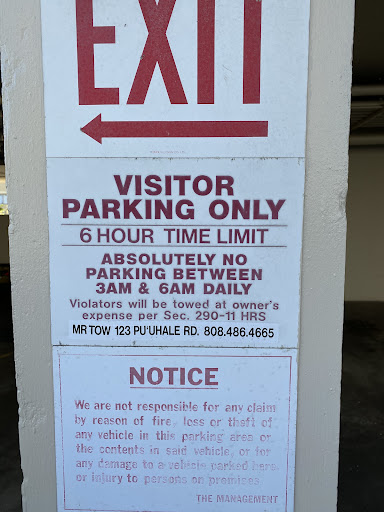 EXIT
VISITOR
PARKING ONLY
6 HOUR TIME LIMIT
ABSOLUTELY NO
PARKING BETWEEN
3AM & 6AM DAILY
Violators will be towed at owner's
expense per Sec. 290-11 HRS
MR TOW 123 PU'UHALE RD. 808.486.4665
NOTICE
We are not responsible for any claim
by reason of fire, loss or theft of
any vehicle in this parking area or
the contents in said vehicle, or for
any damage to a vehicle parked here
or injury to persons on premises
THE MANAGEMENT